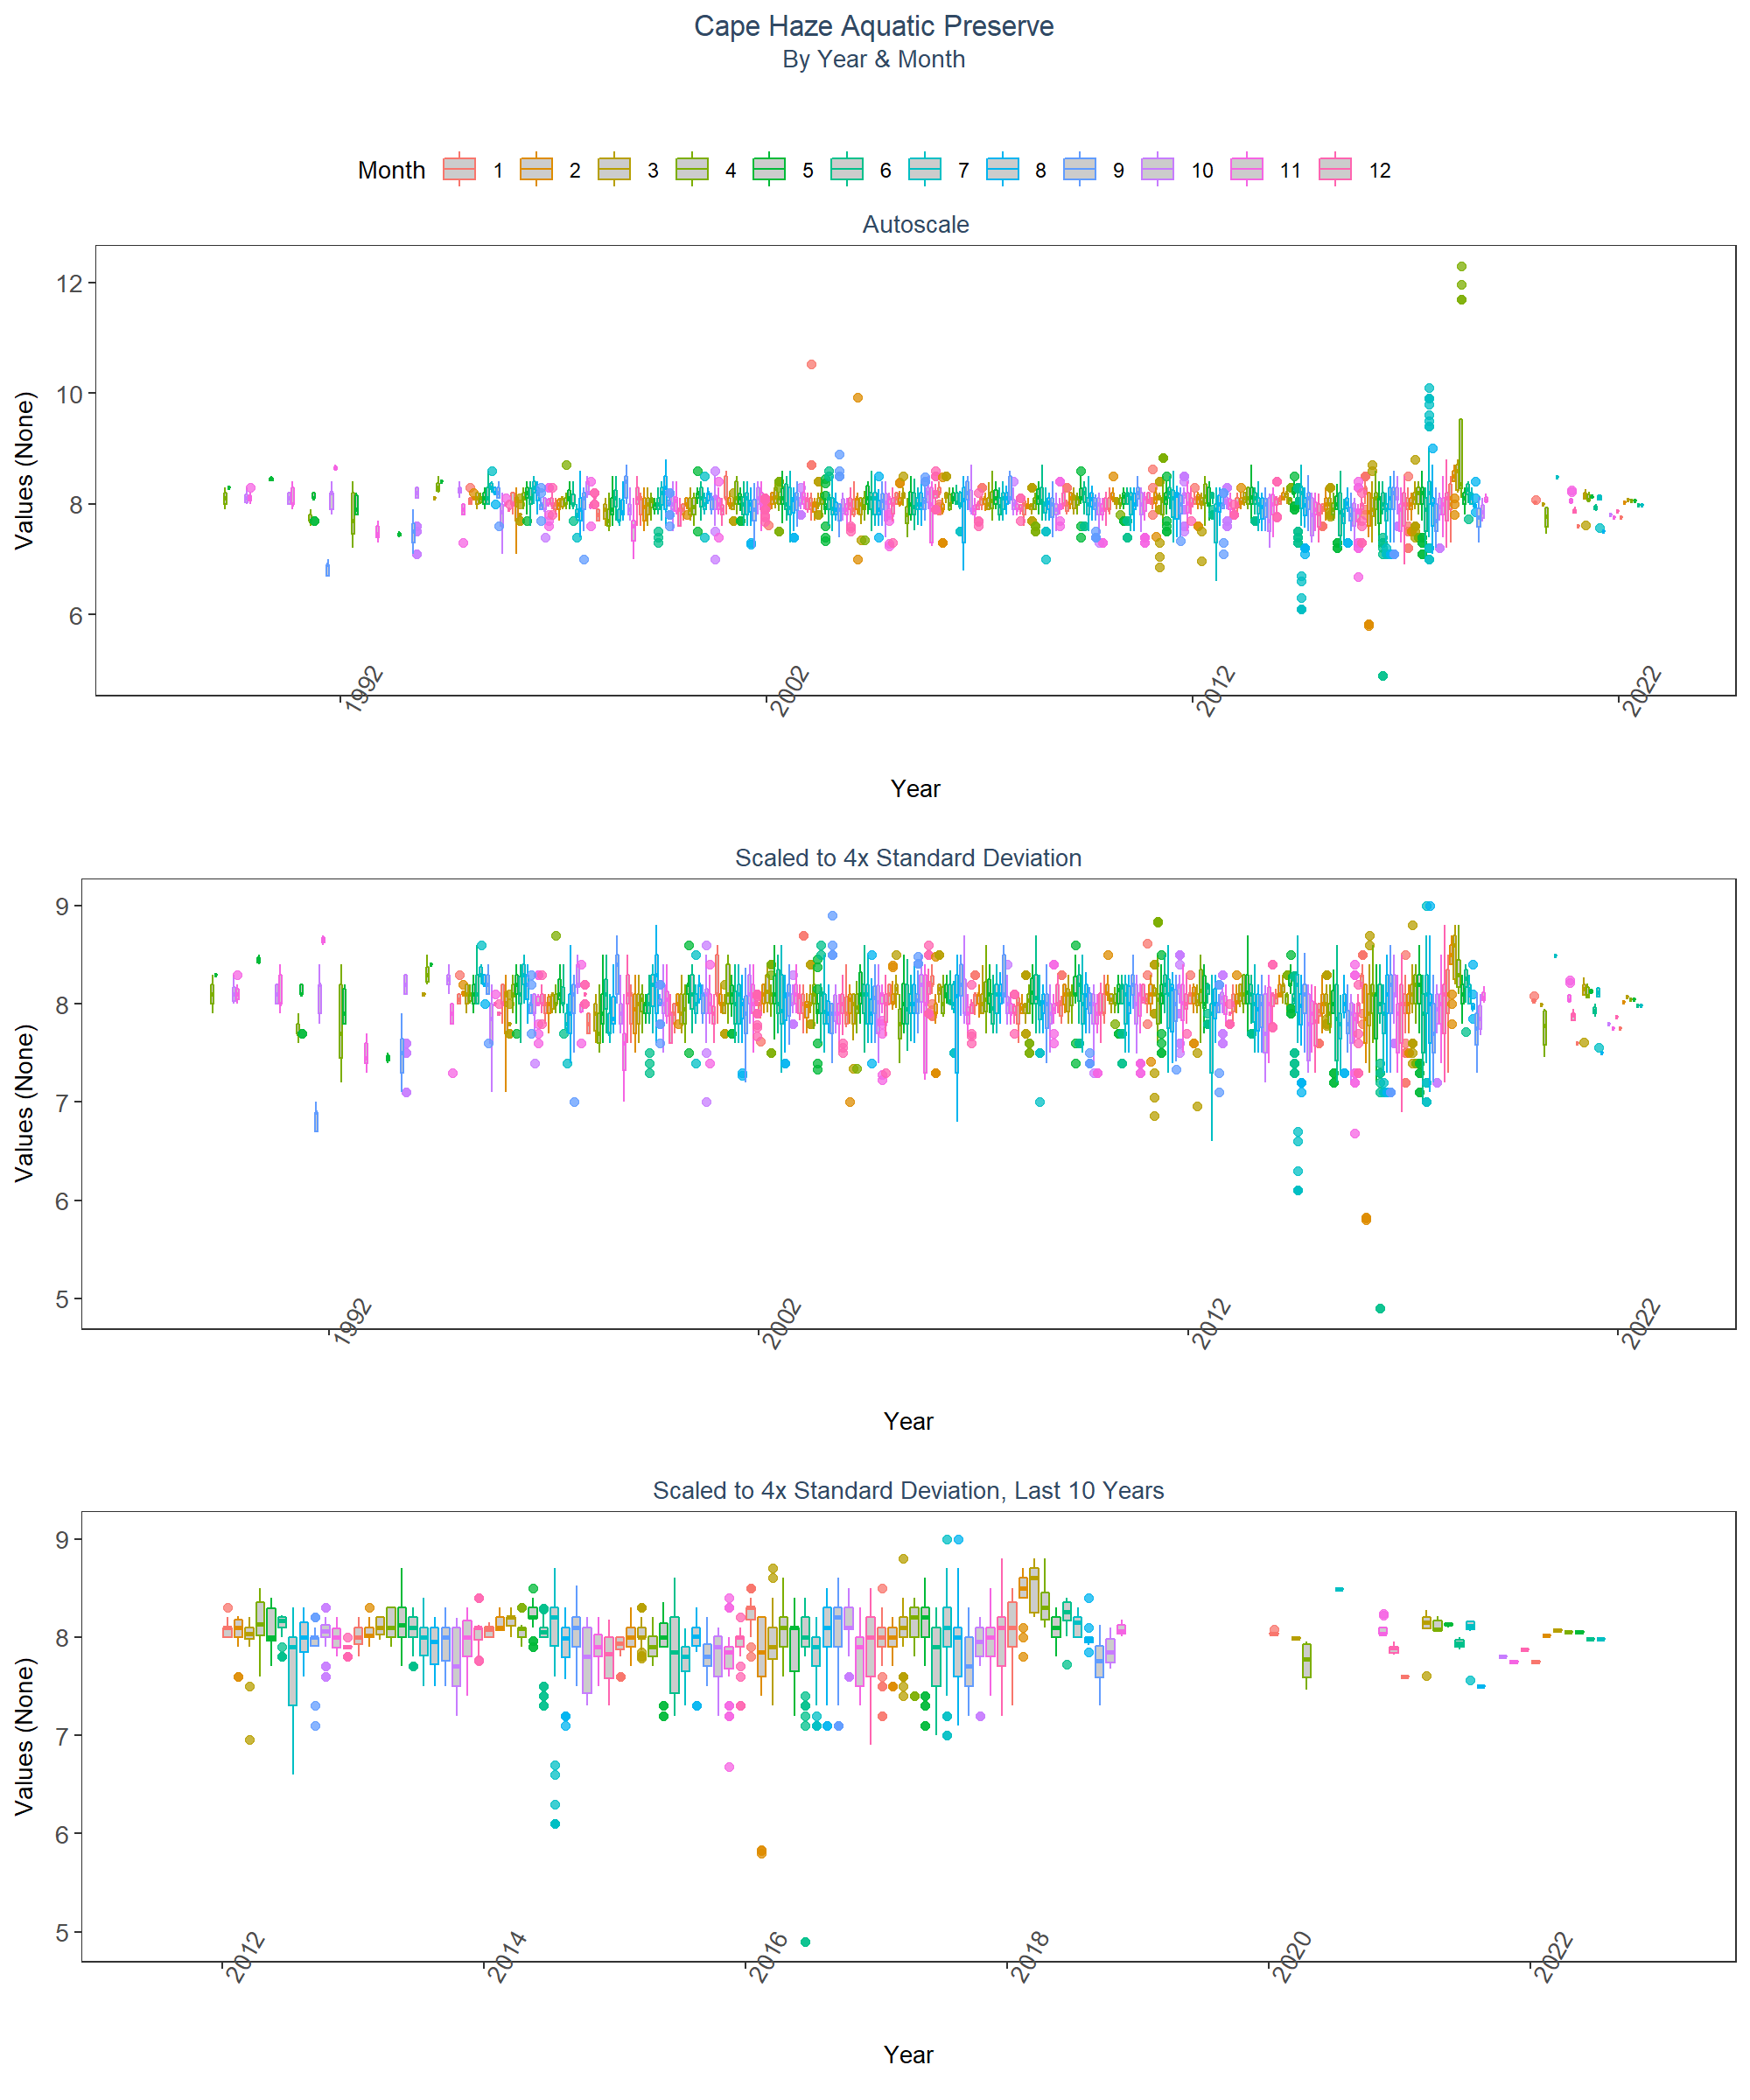 Cape Haze Aquatic Preserve
By Year & Month
Month 1 2 3 4 5 6 7 8 9 10 11 12
Autoscale
Values (None)
12
10
8
6
1992 2002 2012 2022
Year
Scaled to 4x Standard Deviation
Values (None)
9
8
7
6
5
1992 2002 2012 2022
Year
Scaled to 4x Standard Deviation, Last 10 Years
Values (None)
9
8
7
6
5
2012 2014 2016 2018 2020 2022
Year